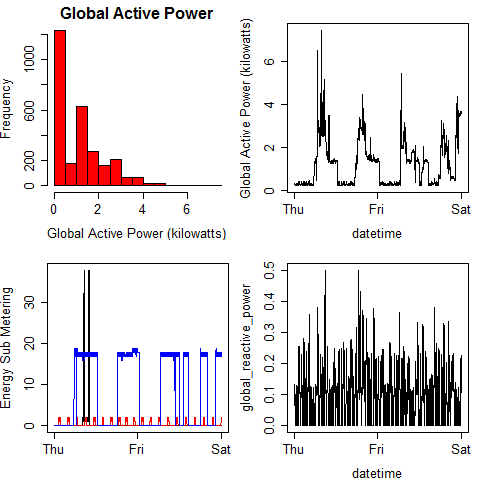 Global Active Power
Frequency
0 200 600 1000
0 2 4 6
Global Active Power (kilowatts)
Global Active Power (kilowatts)
0 2 4 6
Thu Fri Sat
datetime
Energy Sub Metering
0 10 20 30
Thu Fri Sat
global_reactive_power
0.0 0.1 0.2 0.3 0.4 0.5
Thu Fri Sat
datetime